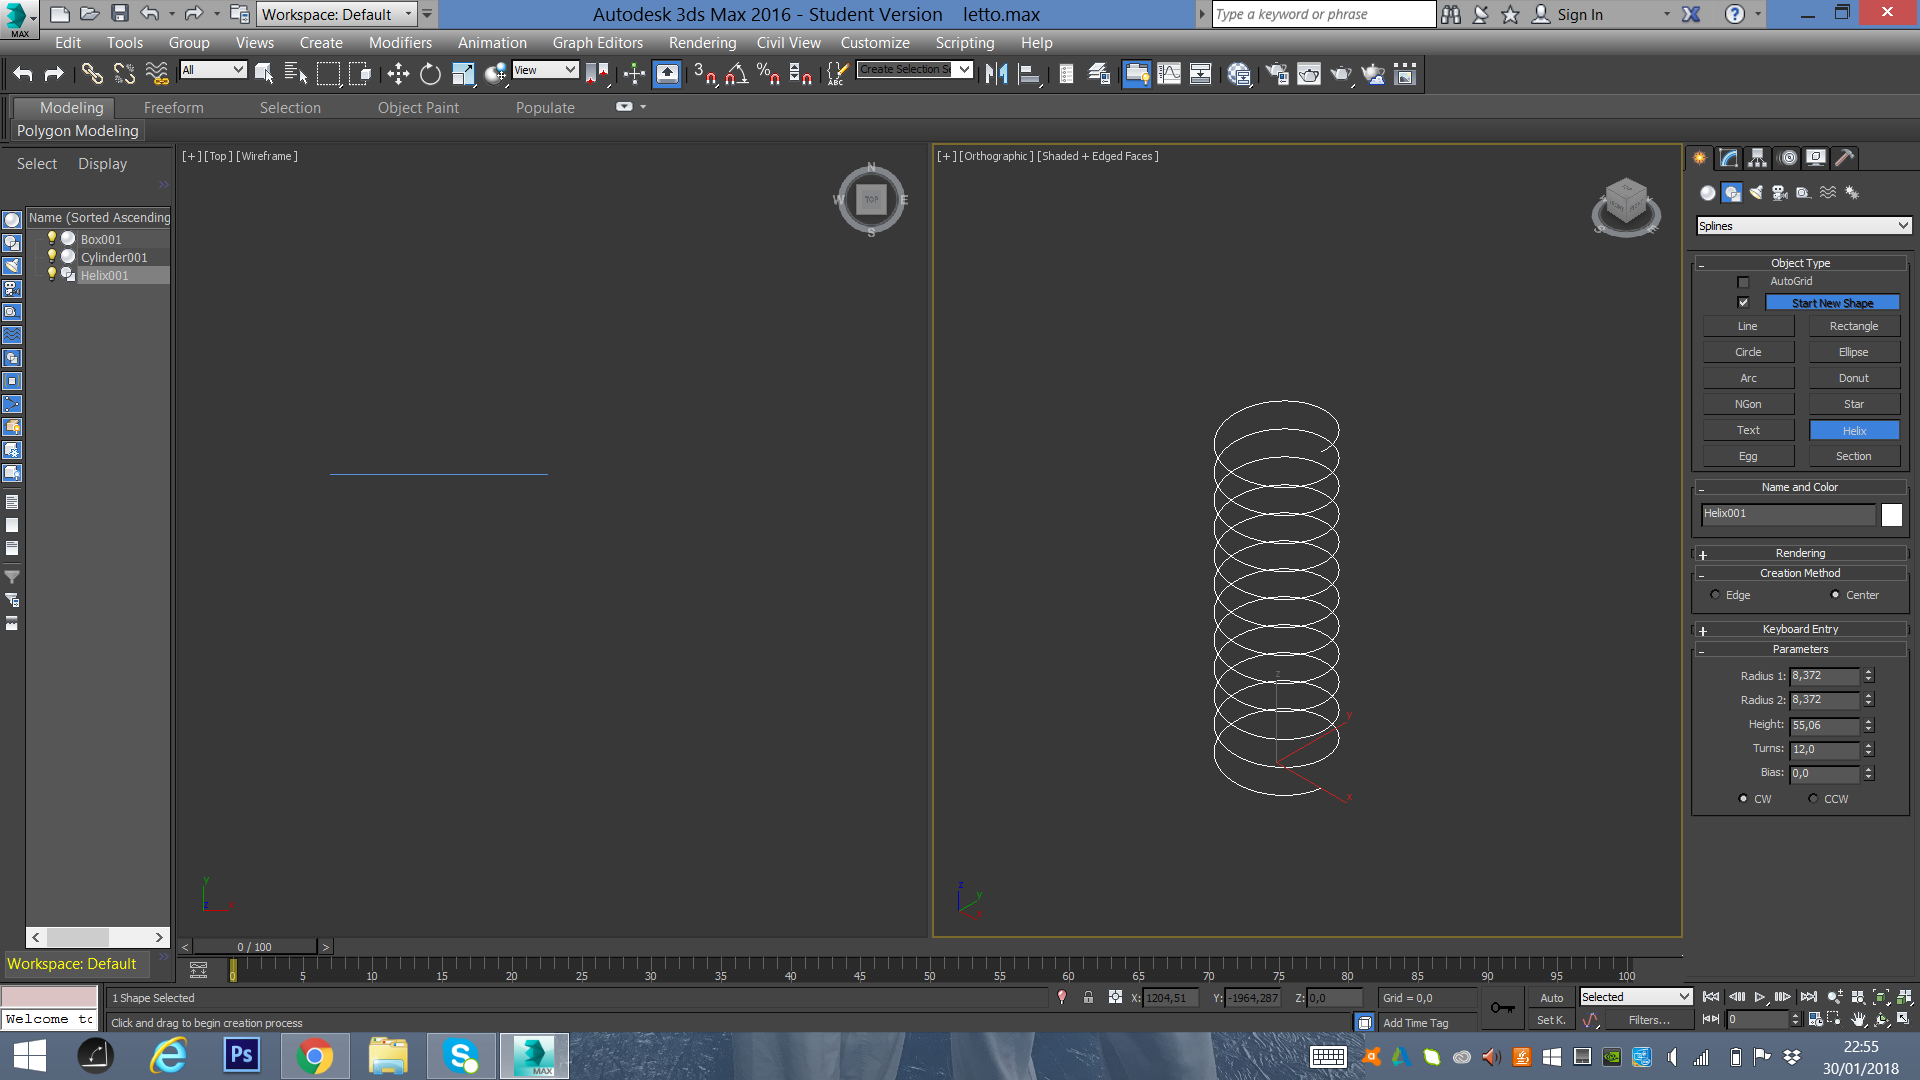 MAX
Workspace: Default
Autodesk 3ds Max 2016 - Student Version letto.max
Type a keyword or phrase
Sign In
Edit Tools Group Views Create Modifiers Animation Graph Editors Rendering Civil View Customize Scripting Help
All
View
3
ABC
Create Selection Se
Modeling Freeform Selection Object Paint Populate
Polygon Modeling
Select Display
Name (Sorted Ascending
Box001
Cylinder001
Helix001
Workspace: Default
Welcome to
[+] [Top] [Wireframe]
N
W TOP E
S
y
z x
[+] [Orthographic] [Shaded + Edged Faces]
TOP
FRONT
S E
z
y
x
z
y
x
Splines
Object Type
AutoGrid
Start New Shape
Line Rectangle
Circle Ellipse
Arc Donut
NGon Star
Text Helix
Egg Section
Name and Color
Helix001
Rendering
Creation Method
Edge Center
Keyboard Entry
Parameters
Radius 1: 8,372
Radius 2: 8,372
Height: 55,06
Turns: 12,0
Bias: 0,0
CW CCW
0 / 100
0 5 10 15 20 25 30 35 40 45 50 55 60 65 70 75 80 85 90 95 100
1 Shape Selected
X: 1204,51 Y: -1964,287 Z: 0,0 Grid = 0,0
Auto Selected
Click and drag to begin creation process
Add Time Tag
Set K. Filters... 0
Ps
MAX
22:55
30/01/2018